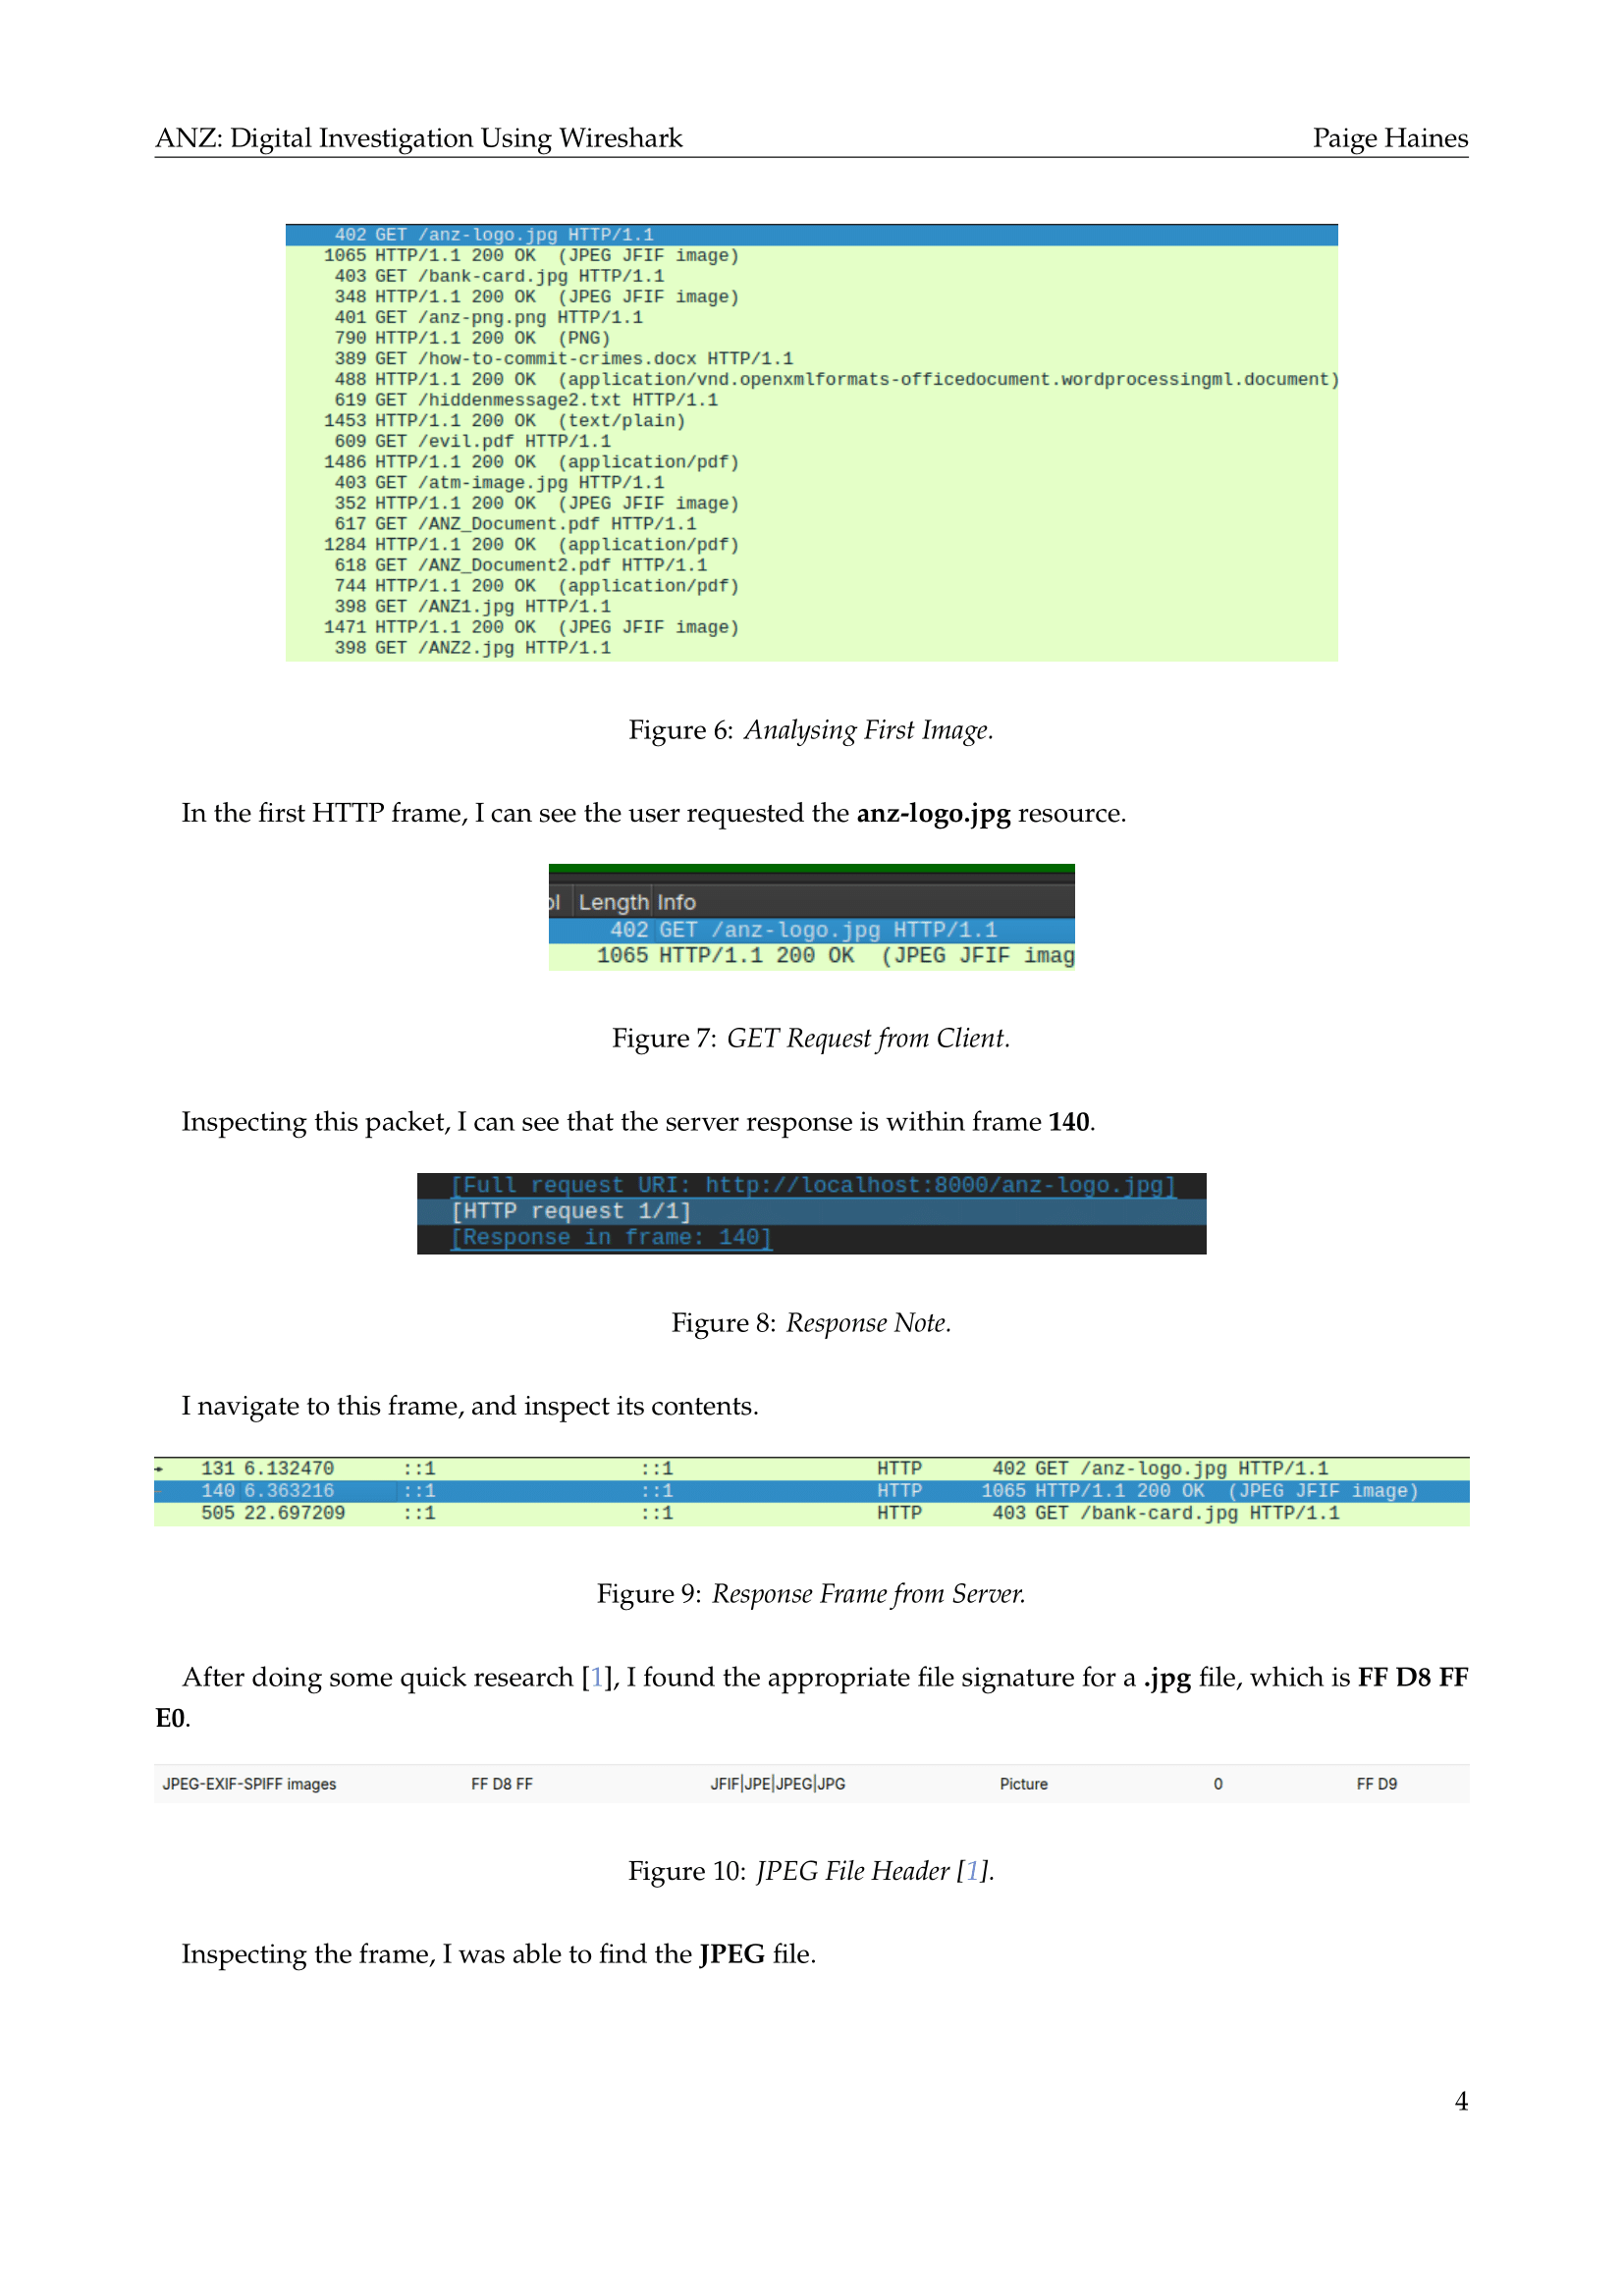 ANZ: Digital Investigation Using Wireshark Paige Haines
402 GET /anz-logo.jpg HTTP/1.1
1065 HTTP/1.1 200 OK (JPEG JFIF image)
403 GET /bank-card.jpg HTTP/1.1
348 HTTP/1.1 200 OK (JPEG JFIF image)
401 GET /anz-png.png HTTP/1.1
790 HTTP/1.1 200 OK (PNG)
389 GET /how-to-commit-crimes.docx HTTP/1.1
488 HTTP/1.1 200 OK (application/vnd.openxmlformats-officedocument.wordprocessingml.document)
619 GET /hiddenmessage2.txt HTTP/1.1
1453 HTTP/1.1 200 OK (text/plain)
609 GET /evil.pdf HTTP/1.1
1486 HTTP/1.1 200 OK (application/pdf)
403 GET /atm-image.jpg HTTP/1.1
352 HTTP/1.1 200 OK (JPEG JFIF image)
617 GET /ANZ_Document.pdf HTTP/1.1
1284 HTTP/1.1 200 OK (application/pdf)
618 GET /ANZ_Document2.pdf HTTP/1.1
744 HTTP/1.1 200 OK (application/pdf)
398 GET /ANZ1.jpg HTTP/1.1
1471 HTTP/1.1 200 OK (JPEG JFIF image)
398 GET /ANZ2.jpg HTTP/1.1
Figure 6: Analysing First Image.
In the first HTTP frame, I can see the user requested the anz-logo.jpg resource.
ol Length Info
402 GET /anz-logo.jpg HTTP/1.1
1065 HTTP/1.1 200 OK (JPEG JFIF imag
Figure 7: GET Request from Client.
Inspecting this packet, I can see that the server response is within frame 140.
[Full request URI: http://localhost:8000/anz-logo.jpg]
[HTTP request 1/1]
[Response in frame: 140]
Figure 8: Response Note.
I navigate to this frame, and inspect its contents.
131 6.132470 ::1 ::1 HTTP 402 GET /anz-logo.jpg HTTP/1.1
140 6.363216 ::1 ::1 HTTP 1065 HTTP/1.1 200 OK (JPEG JFIF image)
505 22.697209 ::1 ::1 HTTP 403 GET /bank-card.jpg HTTP/1.1
Figure 9: Response Frame from Server.
After doing some quick research [1], I found the appropriate file signature for a .jpg file, which is FF D8 FF
E0.
JPEG-EXIF-SPIFF images FF D8 FF JFIF|JPE|JPEG|JPG Picture 0 FF D9
Figure 10: JPEG File Header [1].
Inspecting the frame, I was able to find the JPEG file.
4